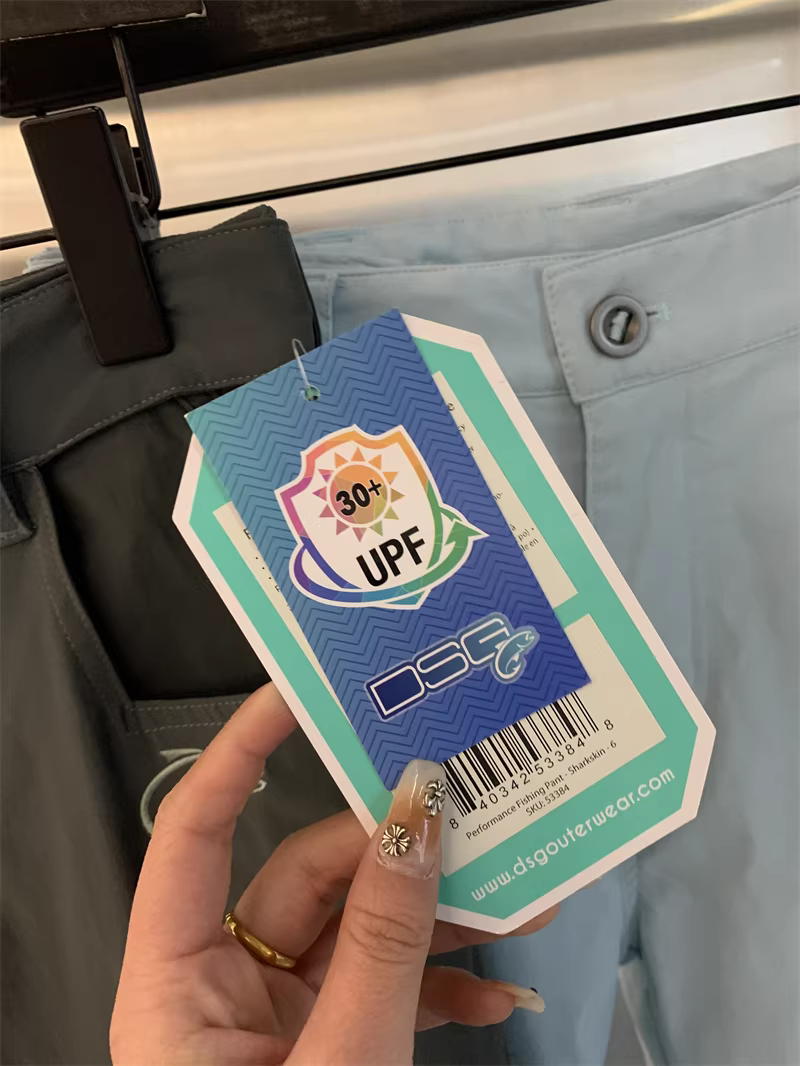 30+
UPF
DSG
8 40342 53384 8
Performance Fishing Pant - Sharkskin - 6
SKU: 53384
www.dsgouterwear.com